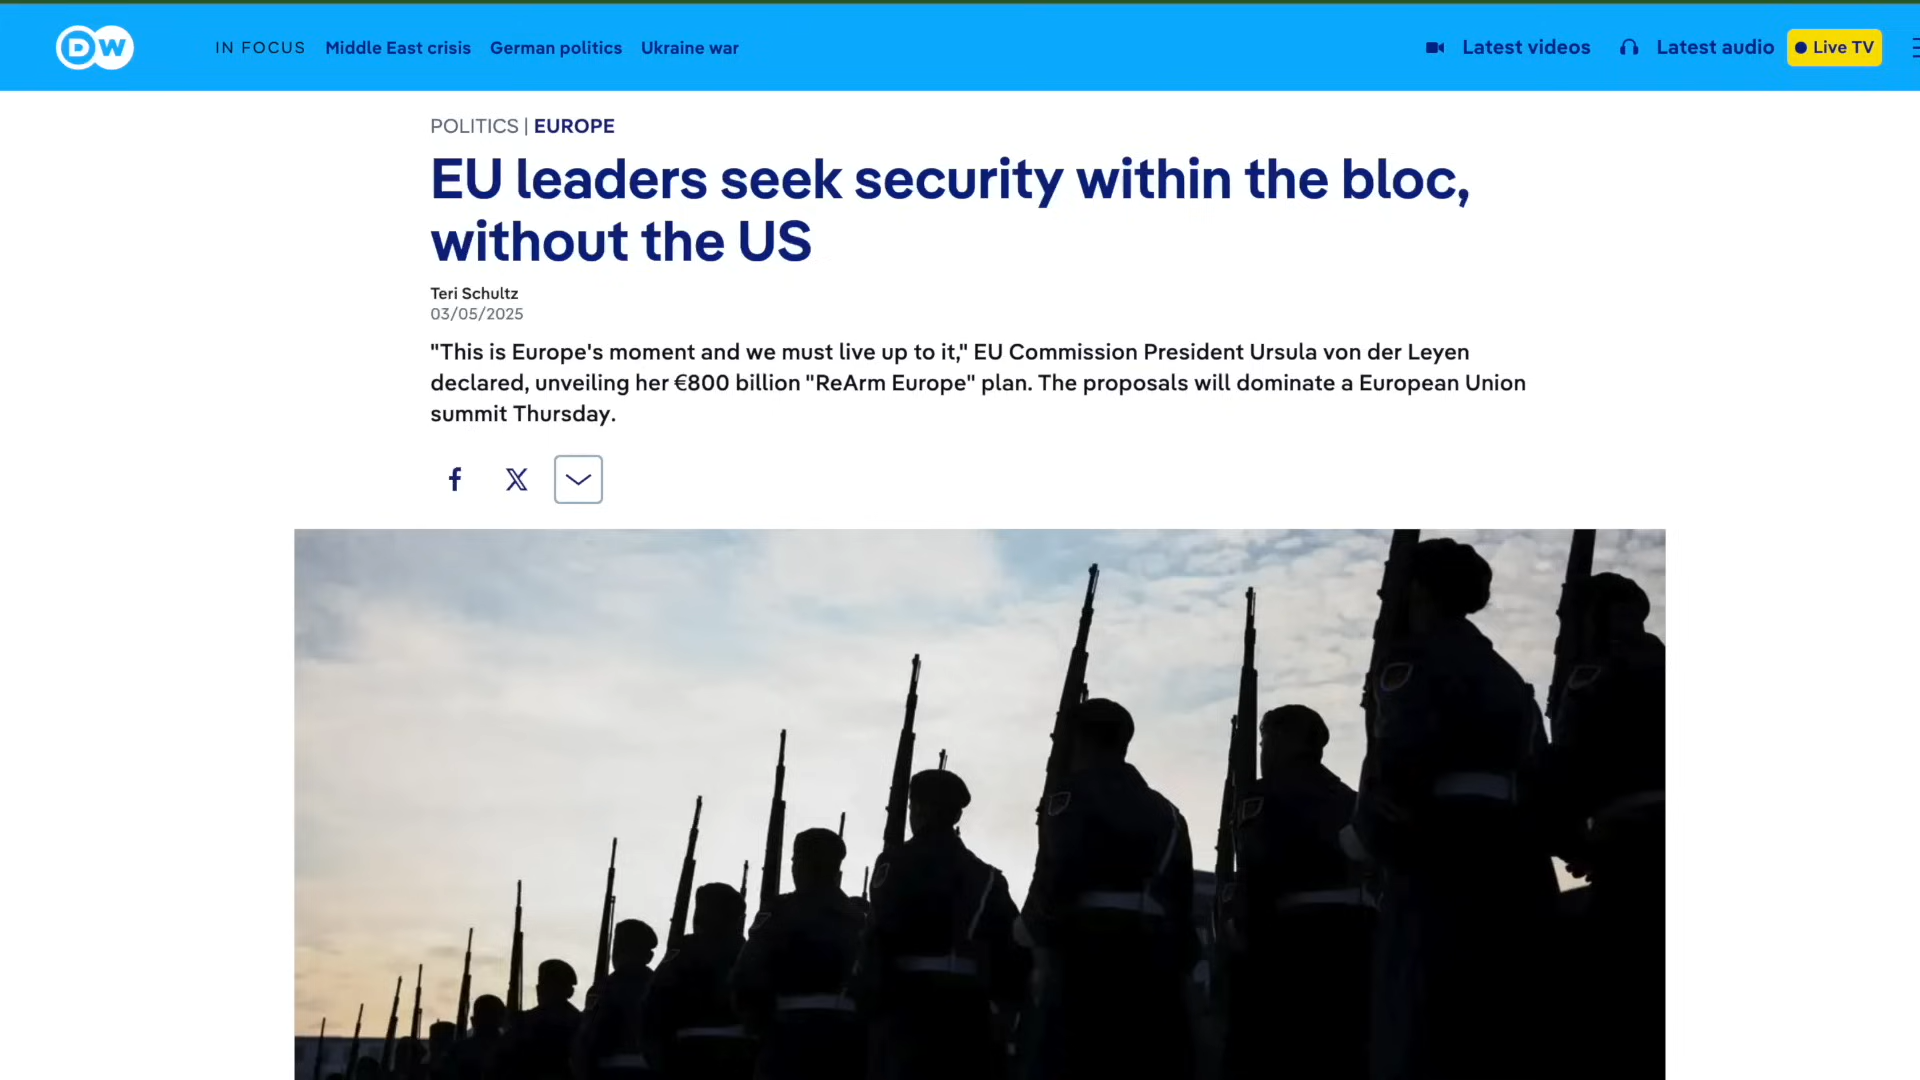 DW
IN FOCUS Middle East crisis German politics Ukraine war
Latest videos Latest audio Live TV
POLITICS | EUROPE
EU leaders seek security within the bloc,
without the US
Teri Schultz
03/05/2025
"This is Europe's moment and we must live up to it," EU Commission President Ursula von der Leyen
declared, unveiling her €800 billion "ReArm Europe" plan. The proposals will dominate a European Union
summit Thursday.